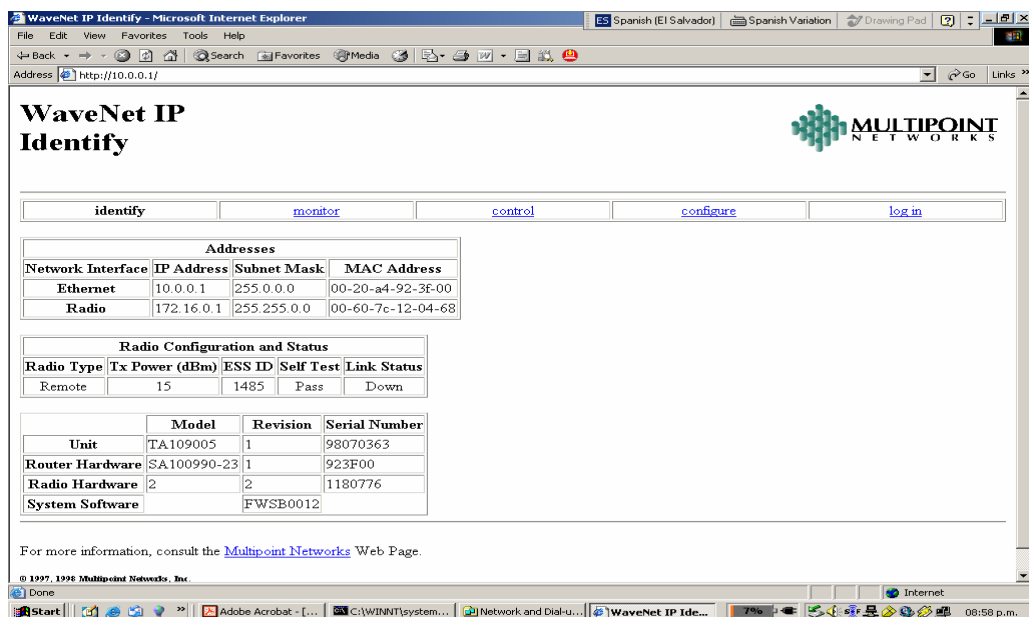 WaveNet IP Identify - Microsoft Internet Explorer
ES Spanish (El Salvador) Spanish Variation Drawing Pad
File Edit View Favorites Tools Help
Back Search Favorites Media
Address http://10.0.0.1/ Go Links »
WaveNet IP
Identify
MULTIPOINT
NETWORKS
identify monitor control configure log in
Addresses
Network Interface IP Address Subnet Mask MAC Address
Ethernet 10.0.0.1 255.0.0.0 00-20-a4-92-3f-00
Radio 172.16.0.1 255.255.0.0 00-60-7c-12-04-68
Radio Configuration and Status
Radio Type Tx Power (dBm) ESS ID Self Test Link Status
Remote 15 1485 Pass Down
Model Revision Serial Number
Unit TA109005 1 98070363
Router Hardware SA100990-23 1 923F00
Radio Hardware 2 2 1180776
System Software FWSB0012
For more information, consult the Multipoint Networks Web Page.
© 1997, 1998 Multipoint Networks, Inc.
Done Internet
Start » Adobe Acrobat - [... C:\WINNT\system... Network and Dial-u... WaveNet IP Ide... 7% 08:58 p.m.